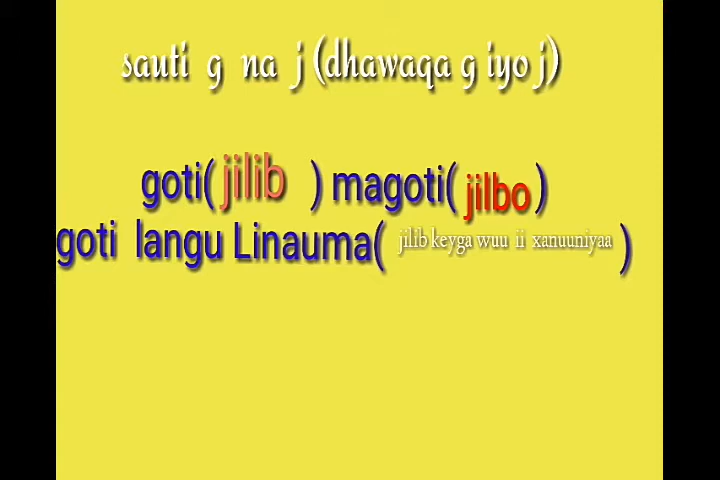 sauti g na j (dhawaqa g iyo j)
goti( jilib ) magoti( jilbo )
goti langu Linauma( jilib keyga wuu ii xanuuniyaa )